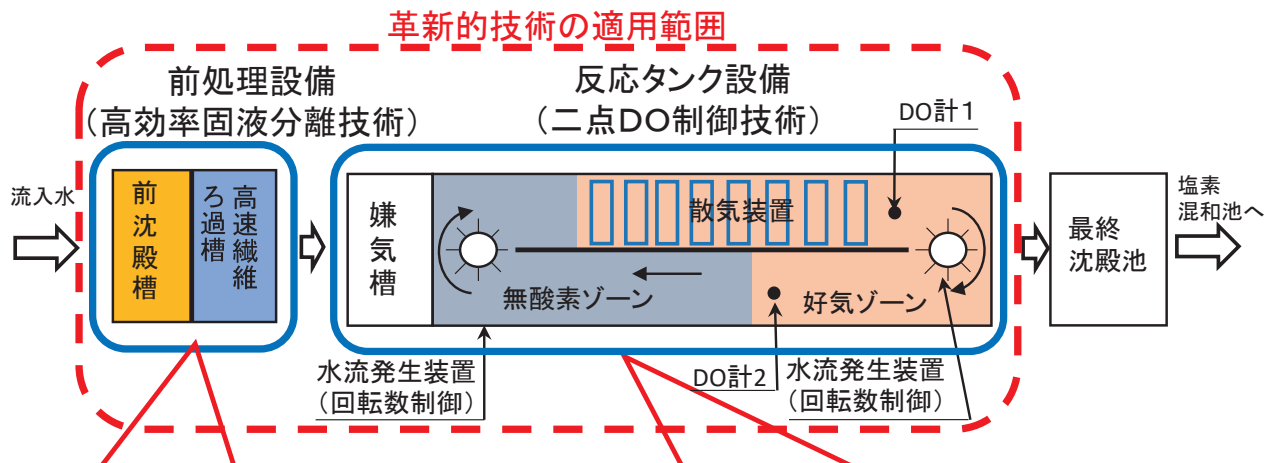 革新的技術の適用範囲
前処理設備
（高効率固液分離技術）
反応タンク設備
（二点DO制御技術）
DO計1
流入水
前沈殿槽
高速繊維
ろ過槽
嫌気槽
散気装置
無酸素ゾーン
好気ゾーン
最終
沈殿池
塩素
混和池へ
水流発生装置
（回転数制御）
DO計2
水流発生装置
（回転数制御）